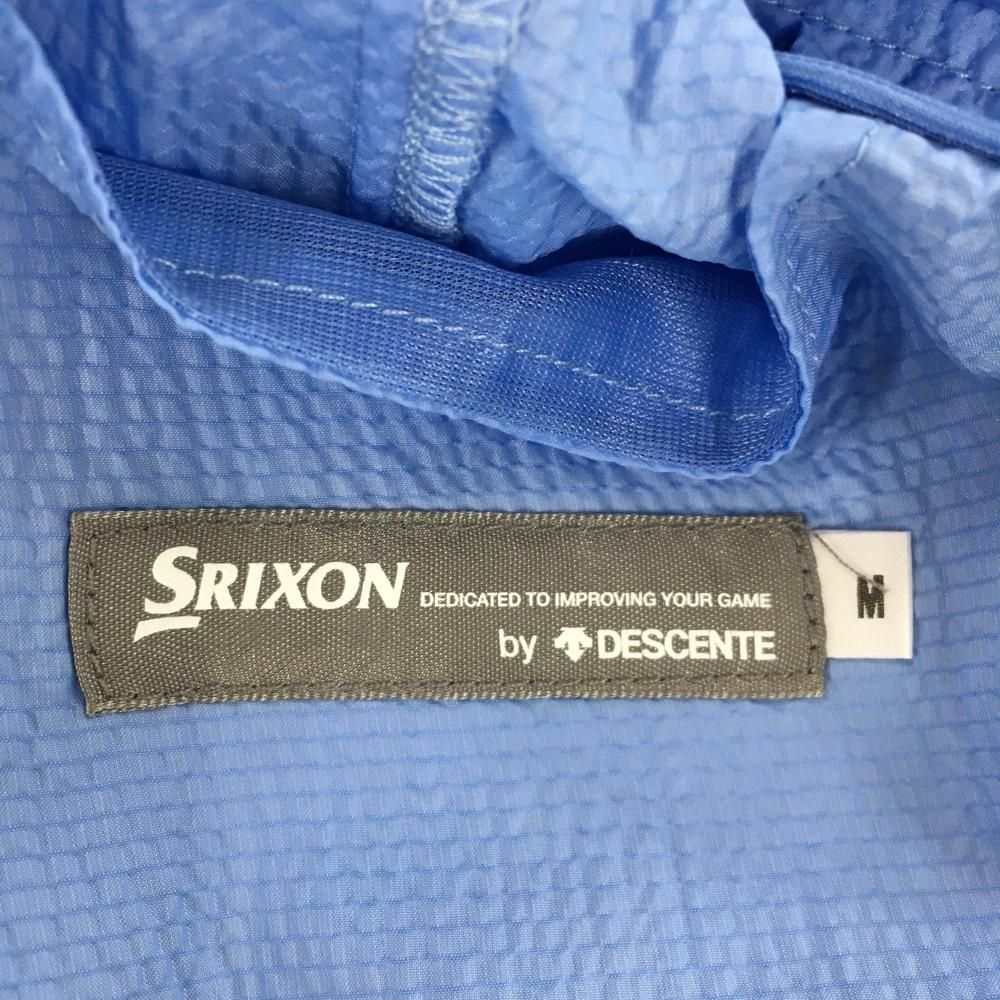 SRIXON DEDICATED TO IMPROVING YOUR GAME
by DESCENTE
M